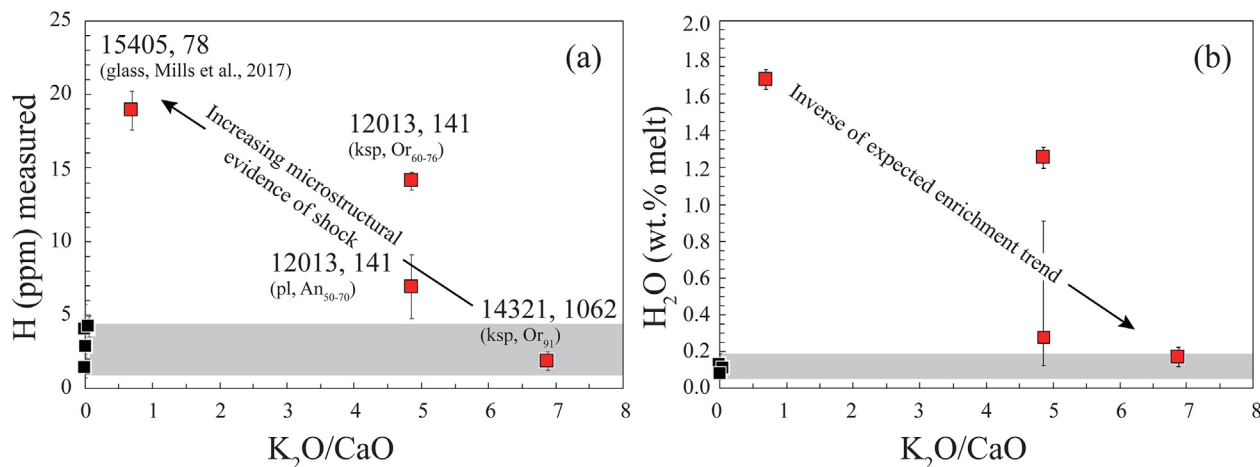 25
20
15
10
5
0
H (ppm) measured
15405, 78
(glass, Mills et al., 2017)
(a)
Increasing microstructural
evidence of shock
12013, 141
(ksp, Or60-76)
12013, 141
(pl, An50-70)
14321, 1062
(ksp, Or91)
0 1 2 3 4 5 6 7 8
K2O/CaO
2.0
1.8
1.6
1.4
1.2
1.0
0.8
0.6
0.4
0.2
0.0
H2O (wt.% melt)
(b)
Inverse of expected enrichment trend
0 1 2 3 4 5 6 7 8
K2O/CaO